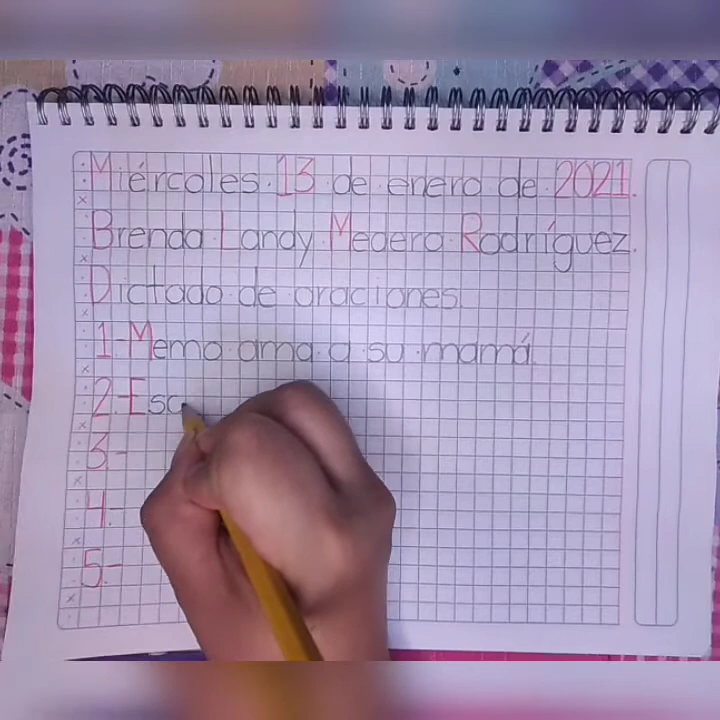 Miércoles 13 de enero de 2021.
Brenda Landy Medera Rodríguez.
Dictado de oraciones.
1-Memo ama a su mamá.
2-Esa
3.-
4.-
5.-